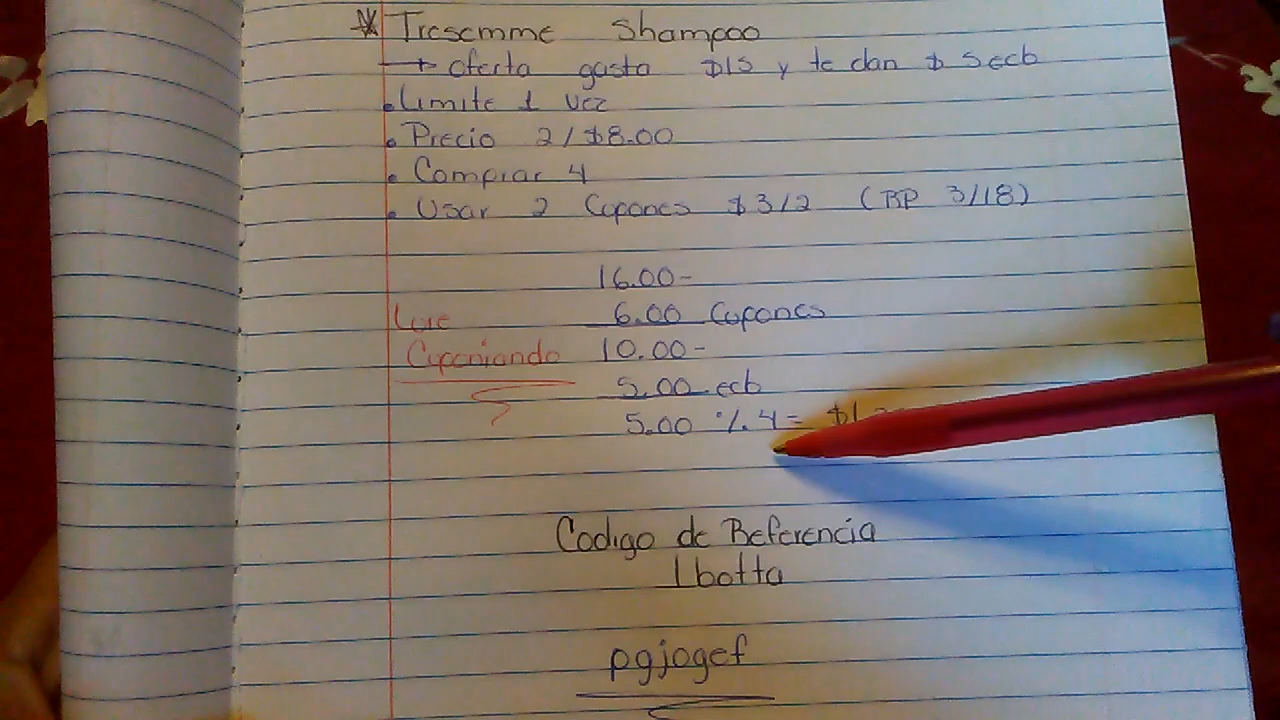 * Tresemme Shampoo
→ oferta gasta $15 y te dan $5ecb
• Limite 1 vez
• Precio 2/$8.00
• Comprar 4
• Usar 2 Cupones $3/2 (RP 3/18)
16.00-
6.00 Cupones
Lore
Cuponiando 10.00-
5.00 ecb
5.00 % 4 = $1
Codigo de Referencia
Ibotta
pgjogef